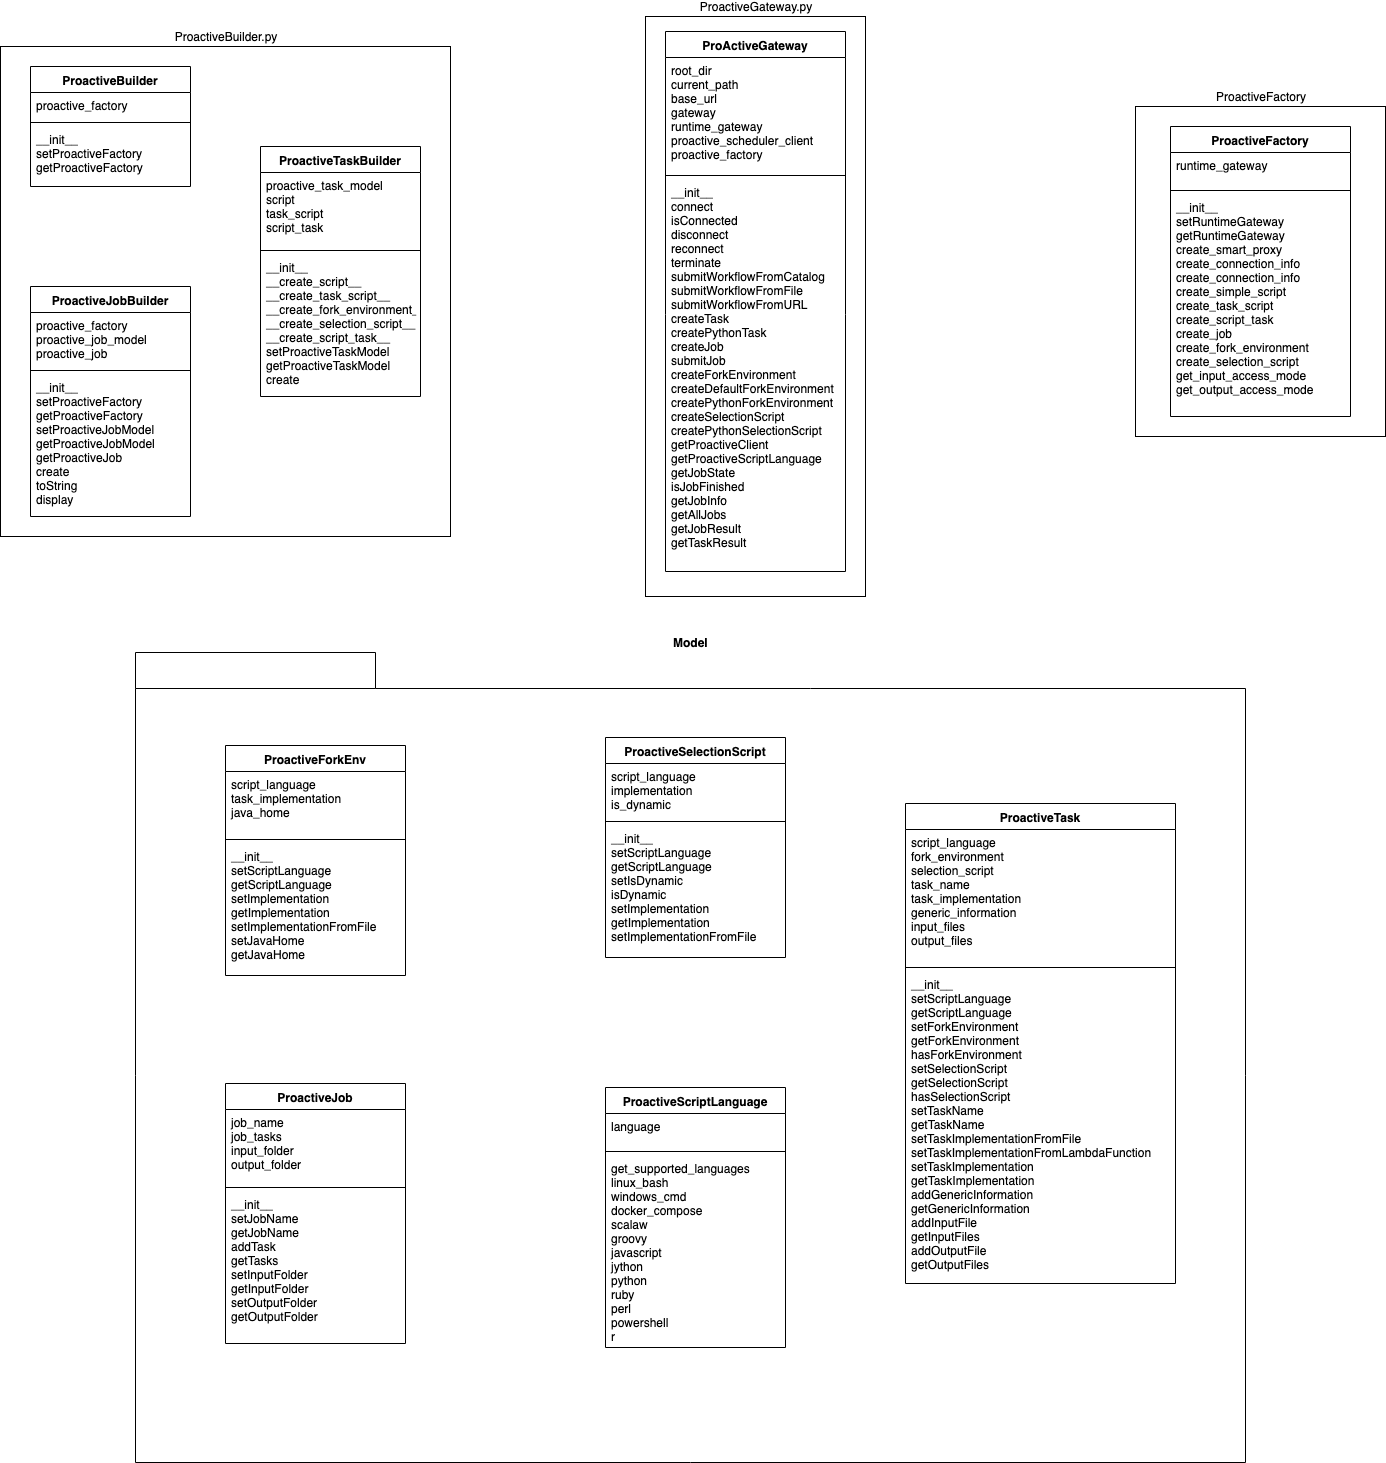 ProactiveBuilder.py
ProactiveBuilder
proactive_factory
__init__
setProactiveFactory
getProactiveFactory
ProactiveTaskBuilder
proactive_task_model
script
task_script
script_task
__init__
__create_script__
__create_task_script__
__create_fork_environment_
__create_selection_script__
__create_script_task__
setProactiveTaskModel
getProactiveTaskModel
create
ProactiveJobBuilder
proactive_factory
proactive_job_model
proactive_job
__init__
setProactiveFactory
getProactiveFactory
setProactiveJobModel
getProactiveJobModel
getProactiveJob
create
toString
display
ProactiveGateway.py
ProActiveGateway
root_dir
current_path
base_url
gateway
runtime_gateway
proactive_scheduler_client
proactive_factory
__init__
connect
isConnected
disconnect
reconnect
terminate
submitWorkflowFromCatalog
submitWorkflowFromFile
submitWorkflowFromURL
createTask
createPythonTask
createJob
submitJob
createForkEnvironment
createDefaultForkEnvironment
createPythonForkEnvironment
createSelectionScript
createPythonSelectionScript
getProactiveClient
getProactiveScriptLanguage
getJobState
isJobFinished
getJobInfo
getAllJobs
getJobResult
getTaskResult
ProactiveFactory
ProactiveFactory
runtime_gateway
__init__
setRuntimeGateway
getRuntimeGateway
create_smart_proxy
create_connection_info
create_connection_info
create_simple_script
create_task_script
create_script_task
create_job
create_fork_environment
create_selection_script
get_input_access_mode
get_output_access_mode
Model
ProactiveForkEnv
script_language
task_implementation
java_home
__init__
setScriptLanguage
getScriptLanguage
setImplementation
getImplementation
setImplementationFromFile
setJavaHome
getJavaHome
ProactiveSelectionScript
script_language
implementation
is_dynamic
__init__
setScriptLanguage
getScriptLanguage
setIsDynamic
isDynamic
setImplementation
getImplementation
setImplementationFromFile
ProactiveTask
script_language
fork_environment
selection_script
task_name
task_implementation
generic_information
input_files
output_files
__init__
setScriptLanguage
getScriptLanguage
setForkEnvironment
getForkEnvironment
hasForkEnvironment
setSelectionScript
getSelectionScript
hasSelectionScript
setTaskName
getTaskName
setTaskImplementationFromFile
setTaskImplementationFromLambdaFunction
setTaskImplementation
getTaskImplementation
addGenericInformation
getGenericInformation
addInputFile
getInputFiles
addOutputFile
getOutputFiles
ProactiveJob
job_name
job_tasks
input_folder
output_folder
__init__
setJobName
getJobName
addTask
getTasks
setInputFolder
getInputFolder
setOutputFolder
getOutputFolder
ProactiveScriptLanguage
language
get_supported_languages
linux_bash
windows_cmd
docker_compose
scalaw
groovy
javascript
jython
python
ruby
perl
powershell
r